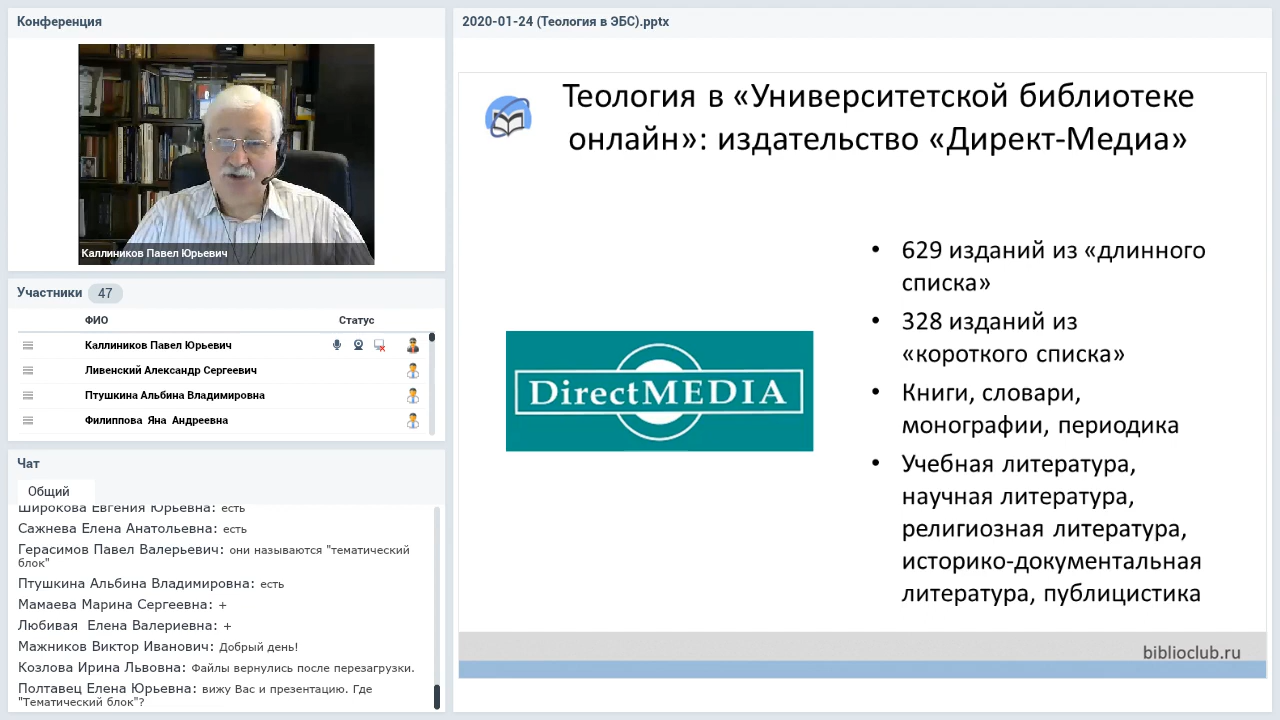 Конференция
Каллиников Павел Юрьевич
Участники 47
ФИО Статус
Каллиников Павел Юрьевич
Ливенский Александр Сергеевич
Птушкина Альбина Владимировна
Филиппова Яна Андреевна
Чат
Общий
Широкова Евгения Юрьевна: есть
Сажнева Елена Анатольевна: есть
Герасимов Павел Валерьевич: они называются "тематический
блок"
Птушкина Альбина Владимировна: есть
Мамаева Марина Сергеевна: +
Любивая Елена Валериевна: +
Мажников Виктор Иванович: Добрый день!
Козлова Ирина Львовна: Файлы вернулись после перезагрузки.
Полтавец Елена Юрьевна: вижу Вас и презентацию. Где
"Тематический блок"?
2020-01-24 (Теология в ЭБС).pptx
Теология в «Университетской библиотеке
онлайн»: издательство «Директ-Медиа»
DirectMEDIA
• 629 изданий из «длинного
списка»
• 328 изданий из
«короткого списка»
• Книги, словари,
монографии, периодика
• Учебная литература,
научная литература,
религиозная литература,
историко-документальная
литература, публицистика
biblioclub.ru